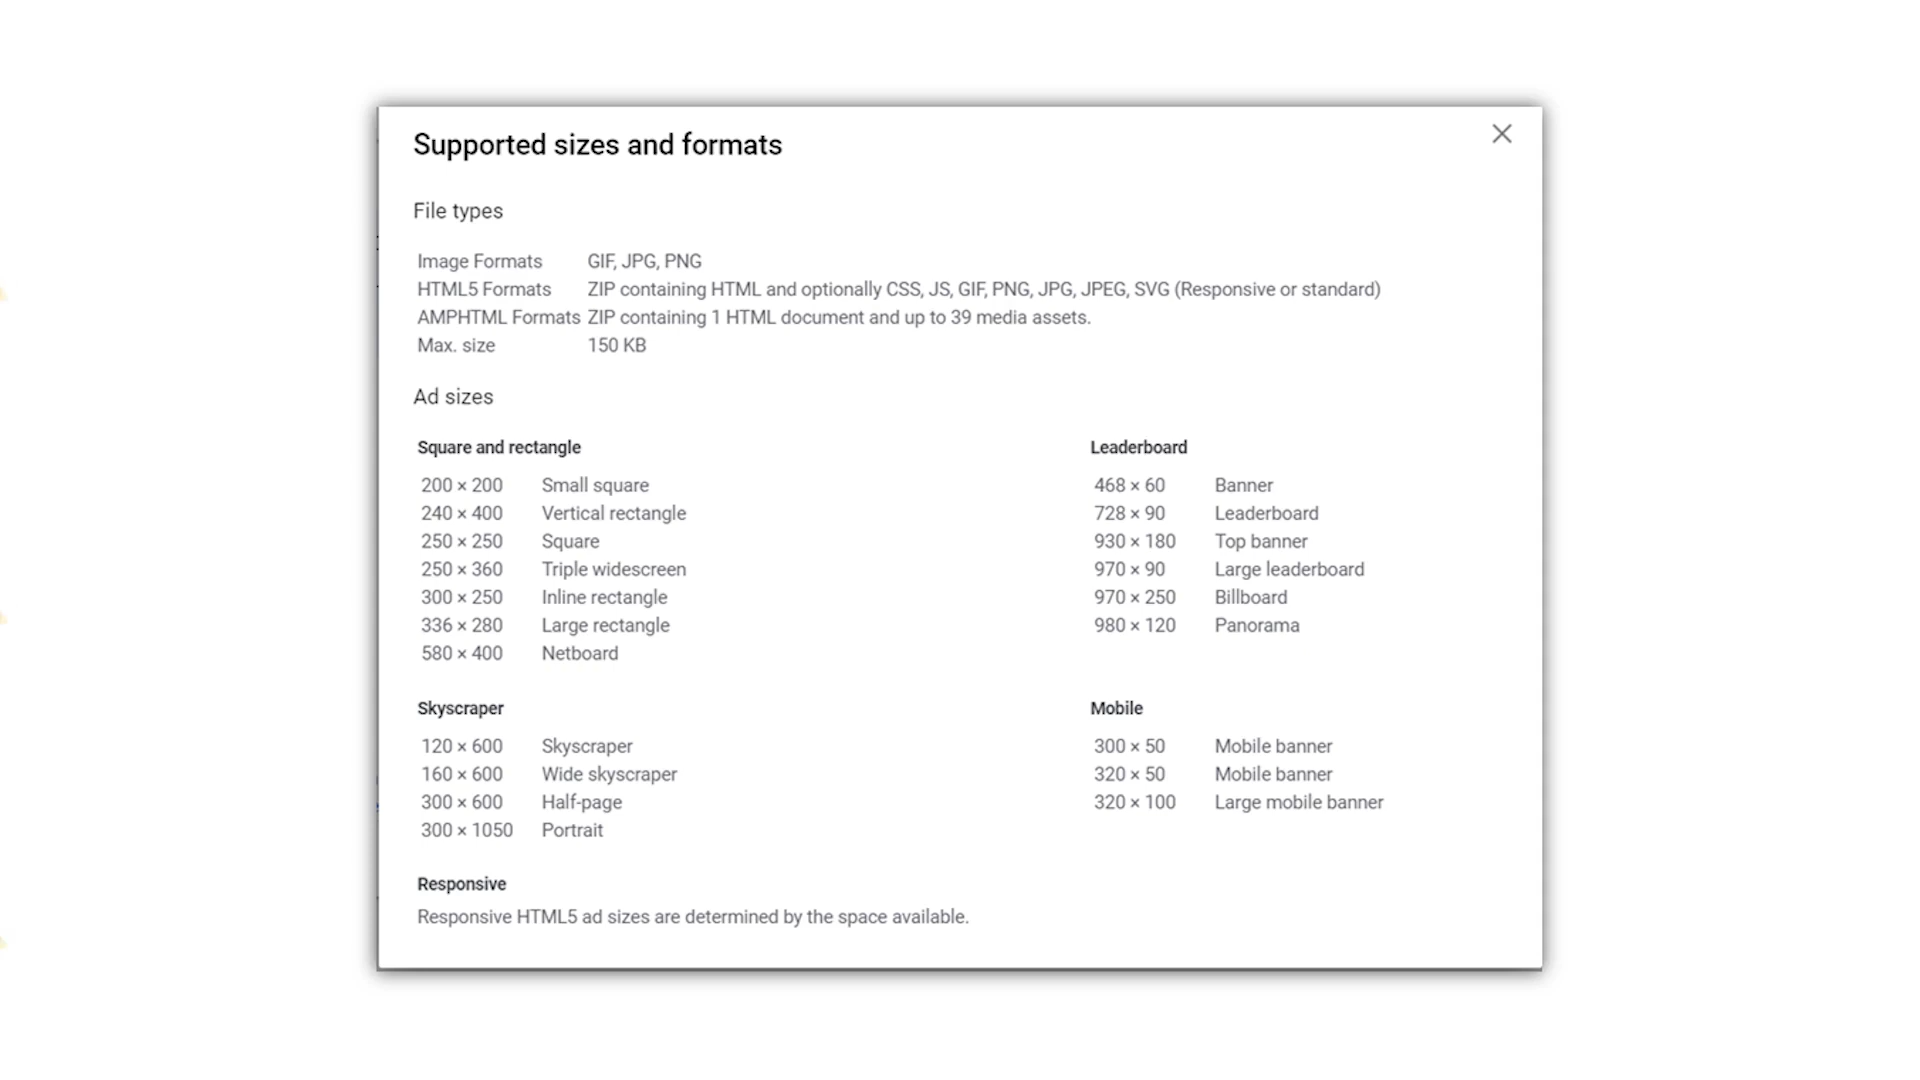 Supported sizes and formats
File types
Image Formats GIF, JPG, PNG
HTML5 Formats ZIP containing HTML and optionally CSS, JS, GIF, PNG, JPG, JPEG, SVG (Responsive or standard)
AMPHTML Formats ZIP containing 1 HTML document and up to 39 media assets.
Max. size 150 KB
Ad sizes
Square and rectangle
200 × 200 Small square
240 × 400 Vertical rectangle
250 × 250 Square
250 × 360 Triple widescreen
300 × 250 Inline rectangle
336 × 280 Large rectangle
580 × 400 Netboard
Leaderboard
468 × 60 Banner
728 × 90 Leaderboard
930 × 180 Top banner
970 × 90 Large leaderboard
970 × 250 Billboard
980 × 120 Panorama
Skyscraper
120 × 600 Skyscraper
160 × 600 Wide skyscraper
300 × 600 Half-page
300 × 1050 Portrait
Mobile
300 × 50 Mobile banner
320 × 50 Mobile banner
320 × 100 Large mobile banner
Responsive
Responsive HTML5 ad sizes are determined by the space available.